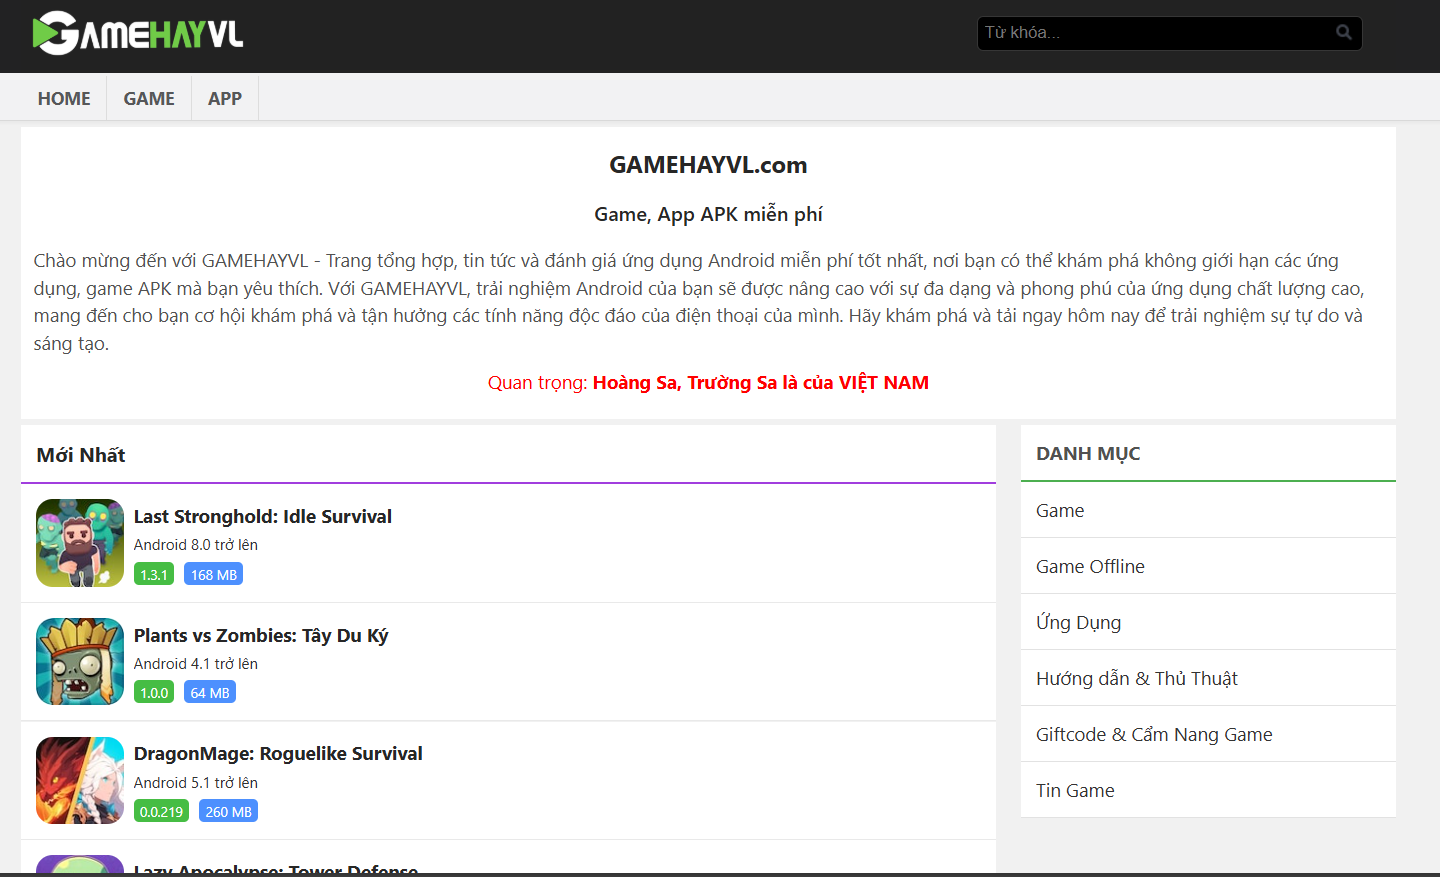 GAMEHAYVL
Từ khóa...
HOME
GAME
APP
GAMEHAYVL.com
Game, App APK miễn phí
Chào mừng đến với GAMEHAYVL - Trang tổng hợp, tin tức và đánh giá ứng dụng Android miễn phí tốt nhất, nơi bạn có thể khám phá không giới hạn các ứng
dụng, game APK mà bạn yêu thích. Với GAMEHAYVL, trải nghiệm Android của bạn sẽ được nâng cao với sự đa dạng và phong phú của ứng dụng chất lượng cao,
mang đến cho bạn cơ hội khám phá và tận hưởng các tính năng độc đáo của điện thoại của mình. Hãy khám phá và tải ngay hôm nay để trải nghiệm sự tự do và
sáng tạo.
Quan trọng: Hoàng Sa, Trường Sa là của VIỆT NAM
Mới Nhất
Last Stronghold: Idle Survival
Android 8.0 trở lên
1.3.1 168 MB
Plants vs Zombies: Tây Du Ký
Android 4.1 trở lên
1.0.0 64 MB
DragonMage: Roguelike Survival
Android 5.1 trở lên
0.0.219 260 MB
Lazy Apocalypse: Tower Defense
DANH MỤC
Game
Game Offline
Ứng Dụng
Hướng dẫn & Thủ Thuật
Giftcode & Cẩm Nang Game
Tin Game